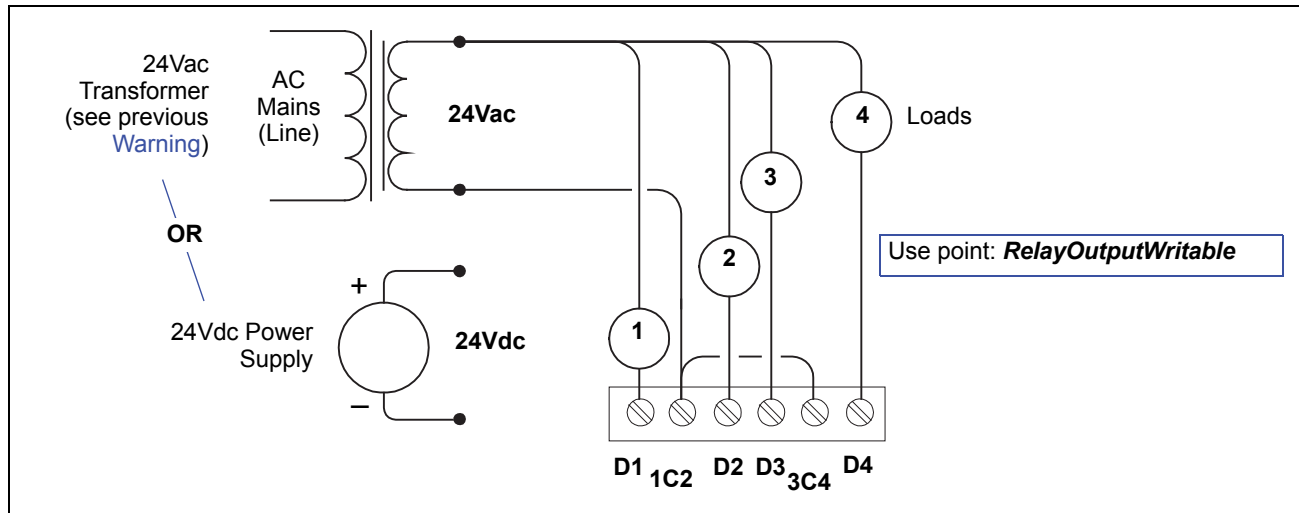 24Vac
Transformer
(see previous
Warning)
AC
Mains
(Line)
24Vac
OR
24Vdc Power
Supply
+
–
24Vdc
1
2
3
4
Loads
Use point: RelayOutputWritable
D1 1C2 D2 D3 3C4 D4